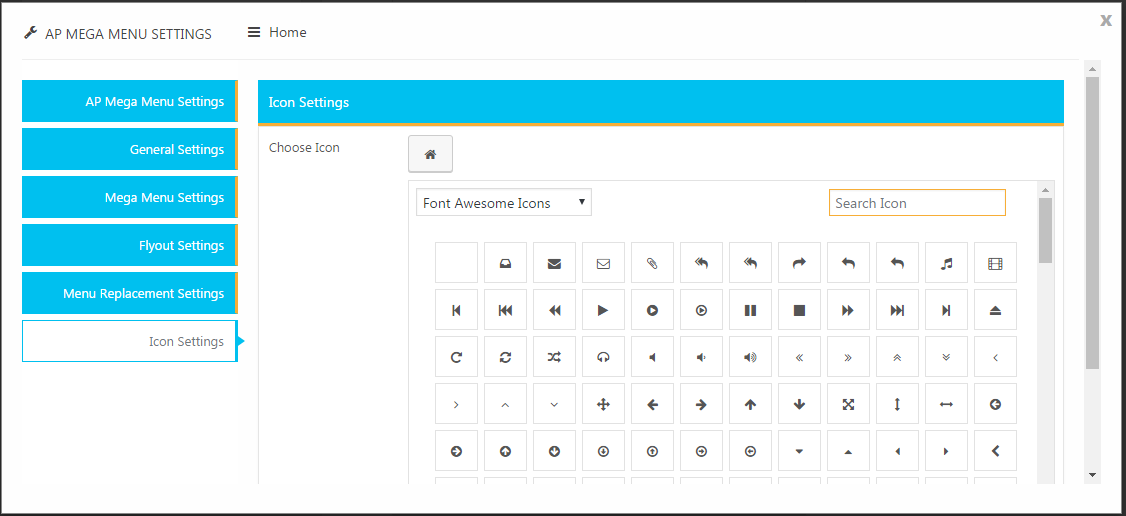 AP MEGA MENU SETTINGS
Home
X
AP Mega Menu Settings
General Settings
Mega Menu Settings
Flyout Settings
Menu Replacement Settings
Icon Settings
Icon Settings
Choose Icon
Font Awesome Icons
Search Icon